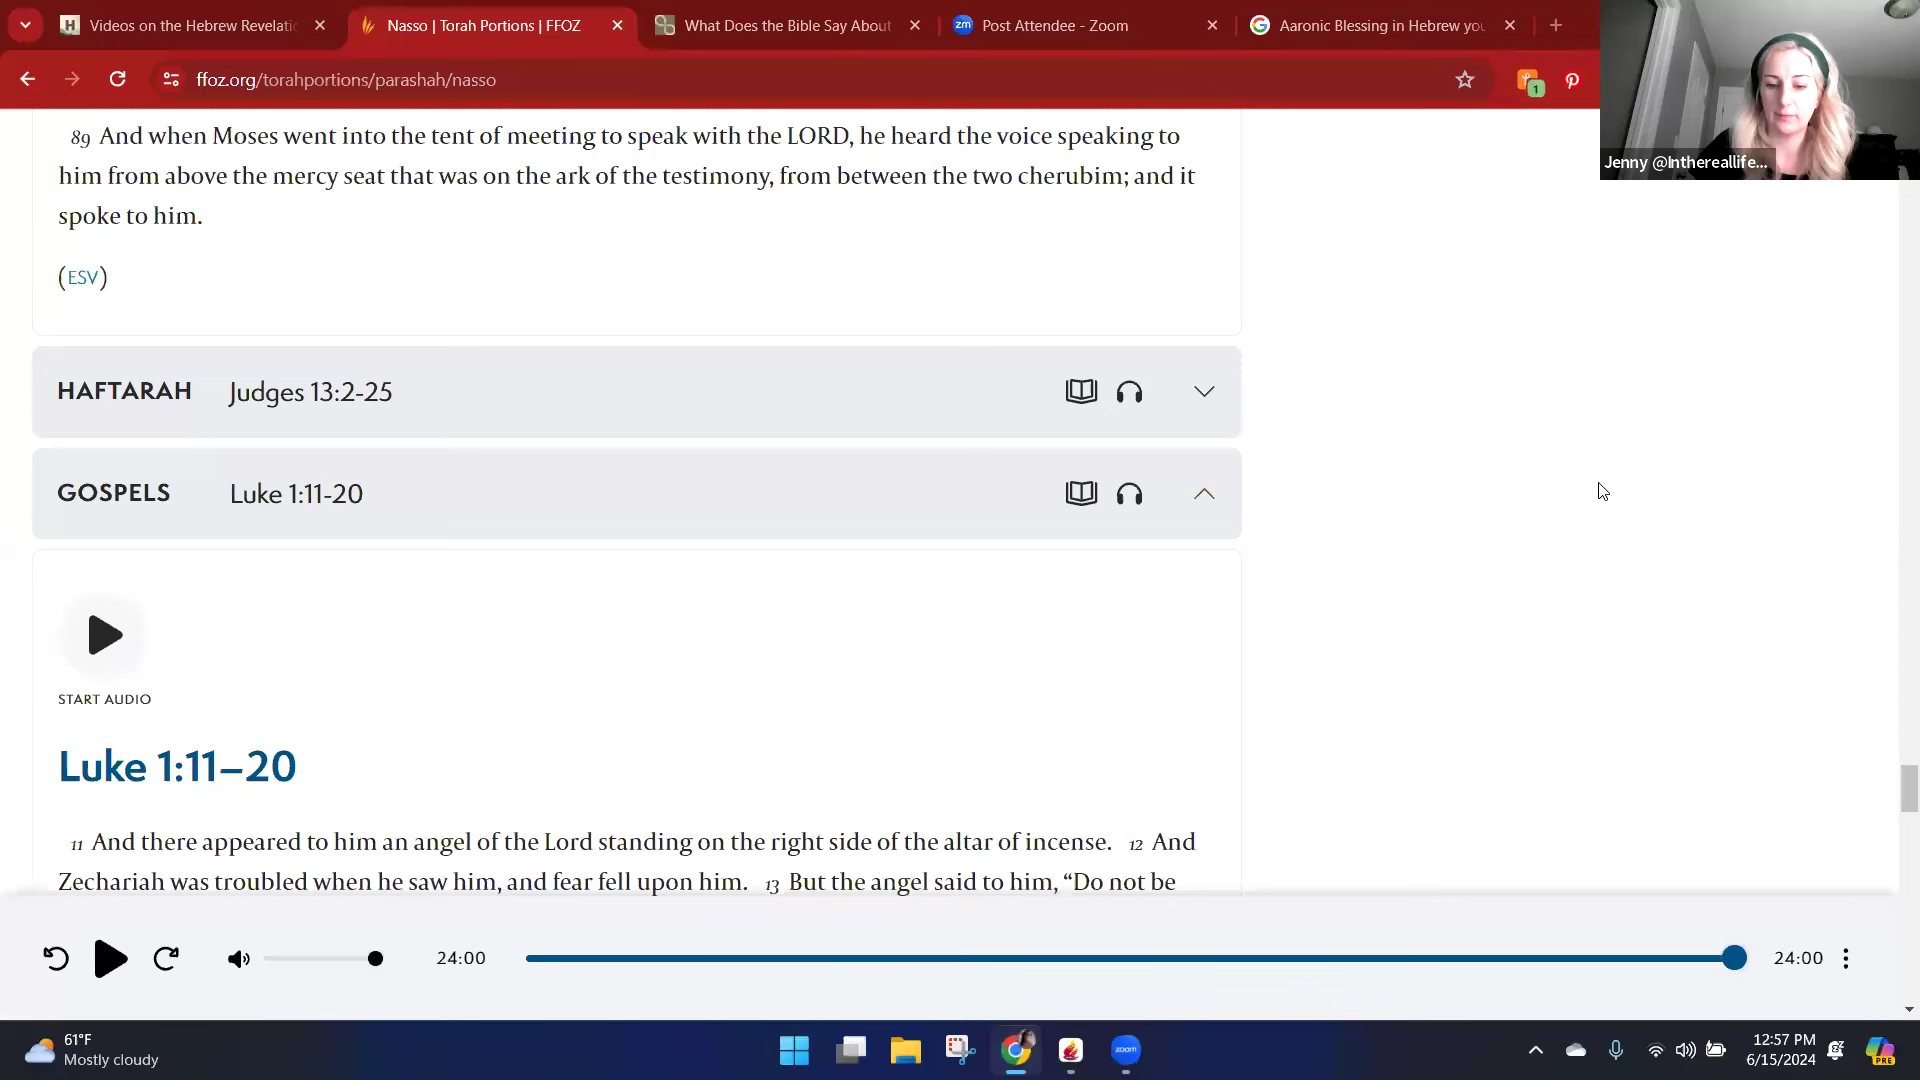 Videos on the Hebrew Revelatic
Nasso | Torah Portions | FFOZ
What Does the Bible Say About
zm
Post Attendee - Zoom
Aaronic Blessing in Hebrew you
ffoz.org/torahportions/parashah/nasso
1
Jenny @Inthereallife...
89 And when Moses went into the tent of meeting to speak with the LORD, he heard the voice speaking to
him from above the mercy seat that was on the ark of the testimony, from between the two cherubim; and it
spoke to him.
(ESV)
HAFTARAH Judges 13:2-25
GOSPELS Luke 1:11-20
START AUDIO
Luke 1:11–20
11 And there appeared to him an angel of the Lord standing on the right side of the altar of incense. 12 And
Zechariah was troubled when he saw him, and fear fell upon him. 13 But the angel said to him, “Do not be
24:00 24:00
61°F
Mostly cloudy
zoom
12:57 PM
6/15/2024
PRE